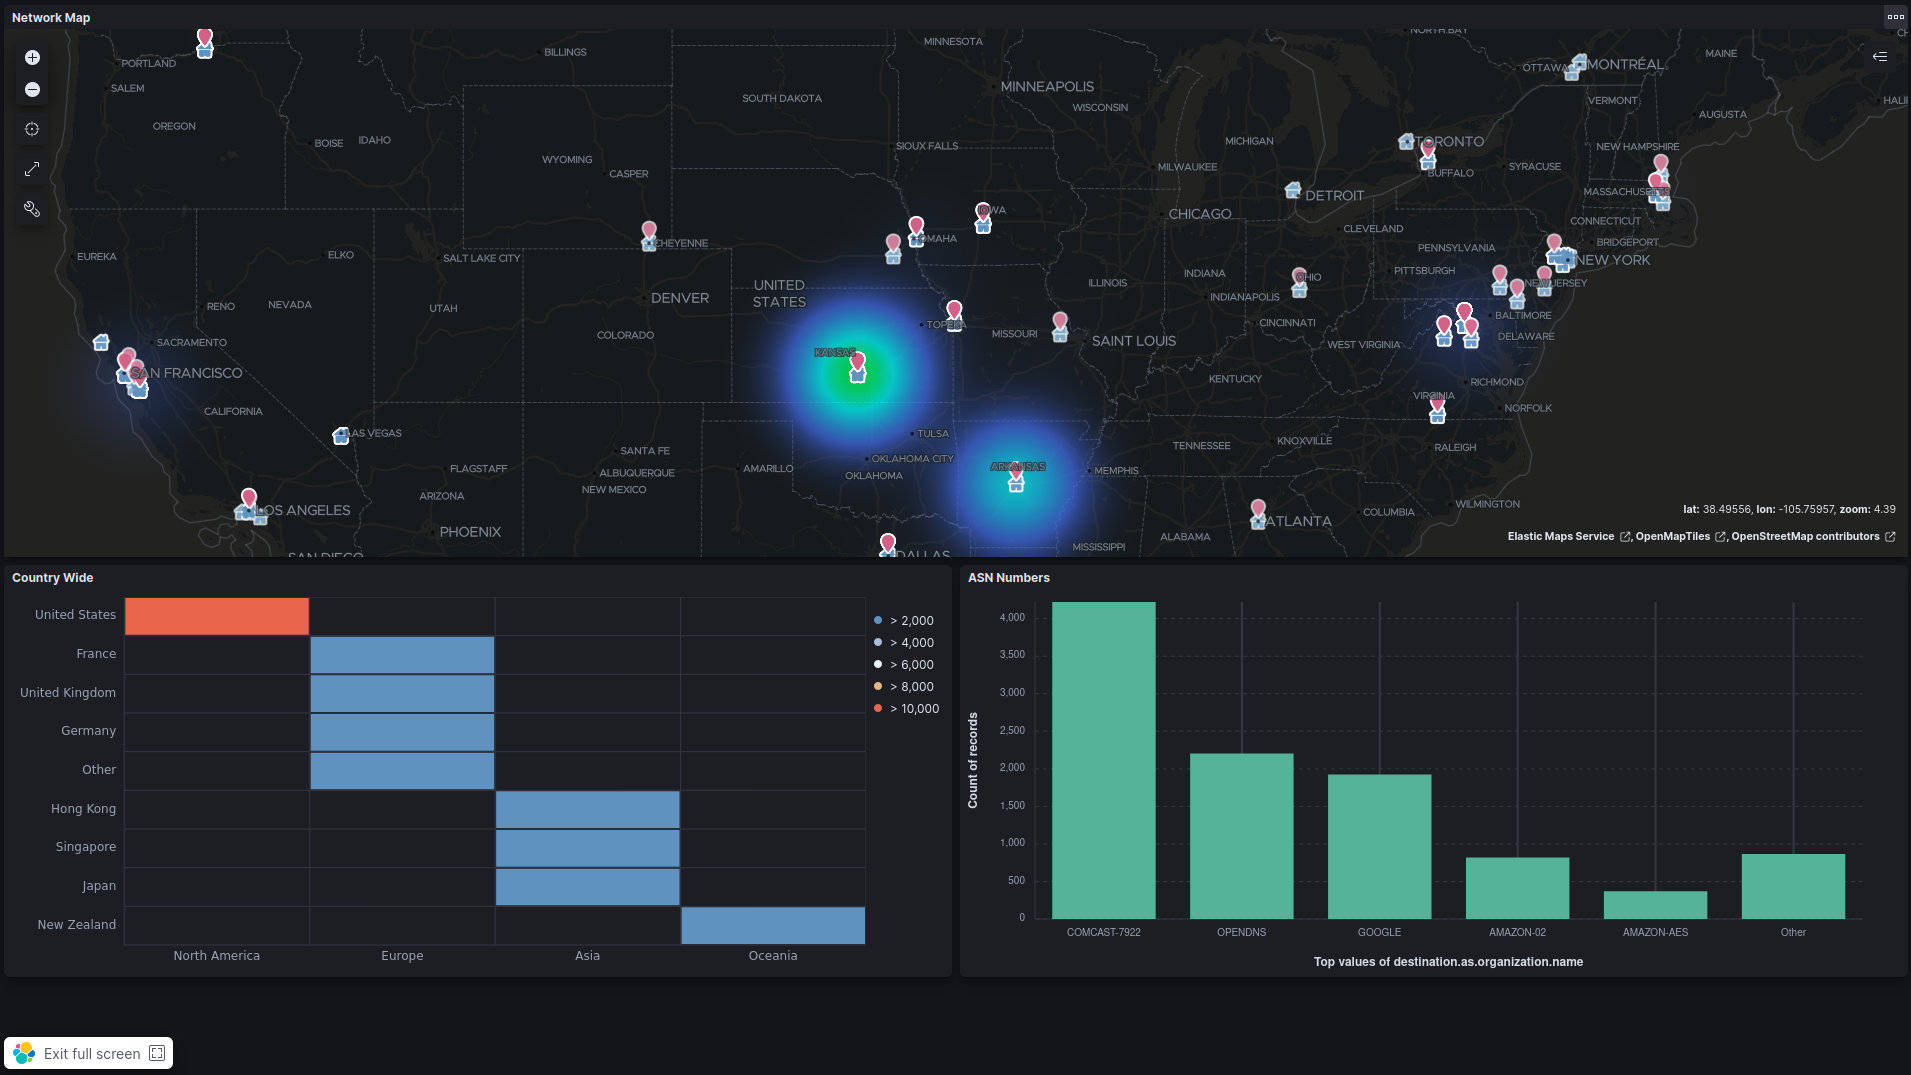 Network Map
NORTH BAY
MINNESOTA
MAINE
BILLINGS
PORTLAND
OTTAWA
MONTRÉAL
SALEM
MINNEAPOLIS
SOUTH DAKOTA
WISCONSIN
VERMONT
HALI
AUGUSTA
OREGON
BOISE
IDAHO
SIOUX FALLS
MICHIGAN
TORONTO
NEW HAMPSHIRE
WYOMING
CASPER
MILWAUKEE
SYRACUSE
BUFFALO
MASSACHUSETTS
DETROIT
IOWA
CHICAGO
CONNECTICUT
CLEVELAND
OMAHA
CHEYENNE
BRIDGEPORT
PENNSYLVANIA
EUREKA
ELKO
SALT LAKE CITY
NEW YORK
PITTSBURGH
INDIANA
OHIO
UNITED
STATES
ILLINOIS
NEW JERSEY
DENVER
INDIANAPOLIS
RENO
NEVADA
UTAH
BALTIMORE
TOPEKA
CINCINNATI
COLORADO
MISSOURI
DELAWARE
SACRAMENTO
SAINT LOUIS
WEST VIRGINIA
KANSAS
SAN FRANCISCO
KENTUCKY
RICHMOND
VIRGINIA
CALIFORNIA
NORFOLK
LAS VEGAS
TULSA
KNOXVILLE
TENNESSEE
RALEIGH
SANTA FE
OKLAHOMA CITY
FLAGSTAFF
ALBUQUERQUE
AMARILLO
ARKANSAS
MEMPHIS
OKLAHOMA
NEW MEXICO
ARIZONA
WILMINGTON
LOS ANGELES
COLUMBIA
lat: 38.49556, lon: -105.75957, zoom: 4.39
ATLANTA
PHOENIX
ALABAMA
Elastic Maps Service , OpenMapTiles , OpenStreetMap contributors
MISSISSIPPI
SAN DIEGO
DALLAS
Country Wide
United States
France
United Kingdom
Germany
Other
Hong Kong
Singapore
Japan
New Zealand
North America Europe Asia Oceania
> 2,000
> 4,000
> 6,000
> 8,000
> 10,000
ASN Numbers
Count of records
4,000
3,500
3,000
2,500
2,000
1,500
1,000
500
0
COMCAST-7922 OPENDNS GOOGLE AMAZON-02 AMAZON-AES Other
Top values of destination.as.organization.name
Exit full screen